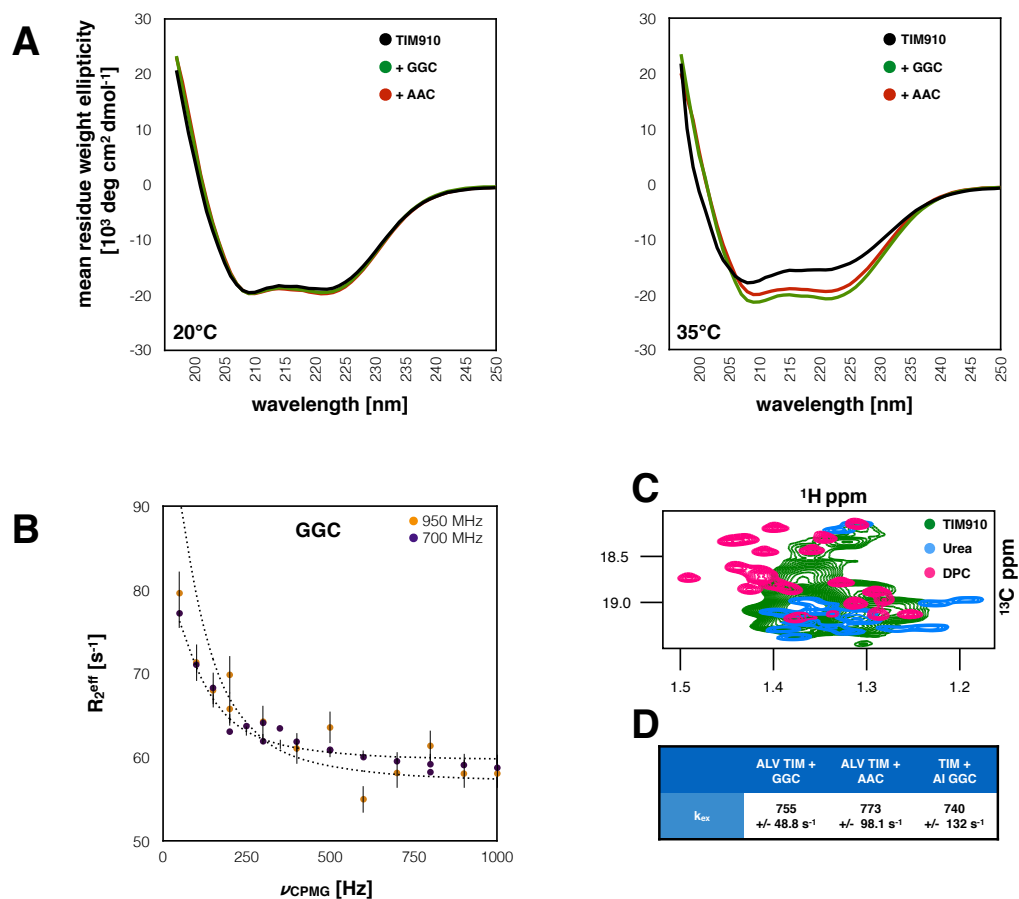 A
mean residue weight ellipticity
[10³ deg cm² dmol⁻¹]
30
20
10
0
-10
-20
-30
TIM910
+ GGC
+ AAC
20°C
200
205
210
215
220
225
230
235
240
245
250
wavelength [nm]
30
20
10
0
-10
-20
-30
TIM910
+ GGC
+ AAC
35°C
200
205
210
215
220
225
230
235
240
245
250
wavelength [nm]
B
R₂ᵉᶠᶠ [s⁻¹]
90
80
70
60
50
GGC
950 MHz
700 MHz
0
250
500
750
1000
νCPMG [Hz]
C
¹H ppm
TIM910
Urea
DPC
18.5
19.0
¹³C ppm
1.5
1.4
1.3
1.2
D
ALV TIM +
GGC
ALV TIM +
AAC
TIM +
AI GGC
kₑₓ
755
+/- 48.8 s⁻¹
773
+/- 98.1 s⁻¹
740
+/- 132 s⁻¹